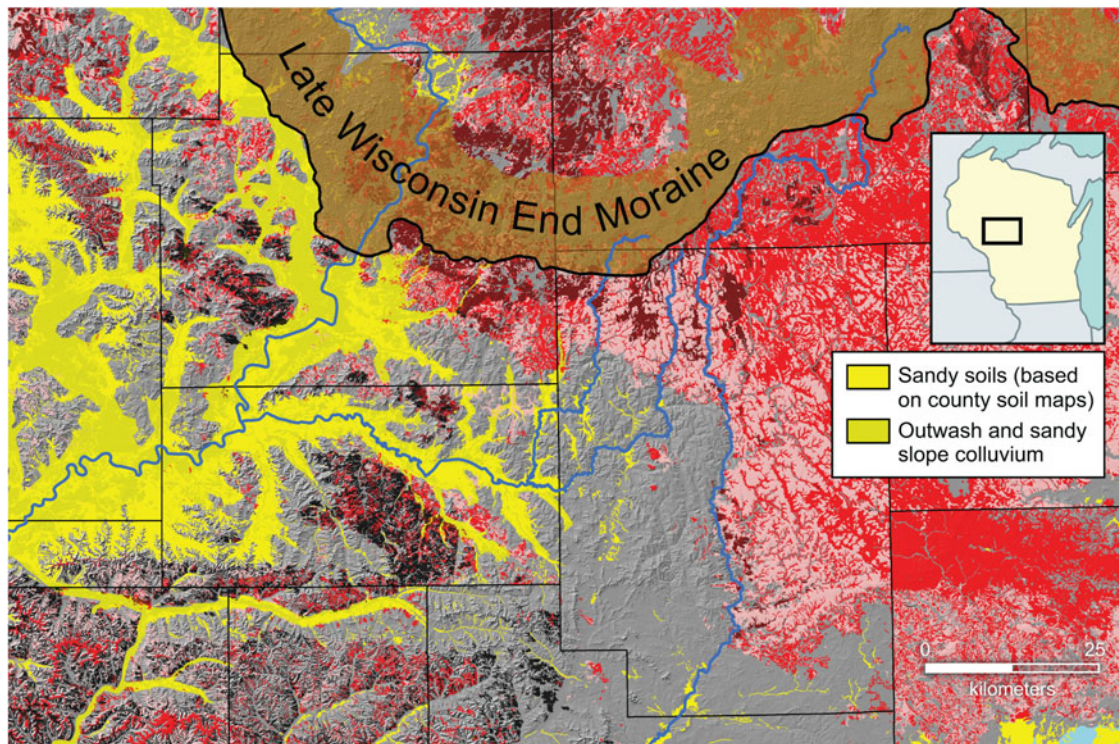 Late Wisconsin End Moraine
Sandy soils (based
on county soil maps)
Outwash and sandy
slope colluvium
0 25
kilometers